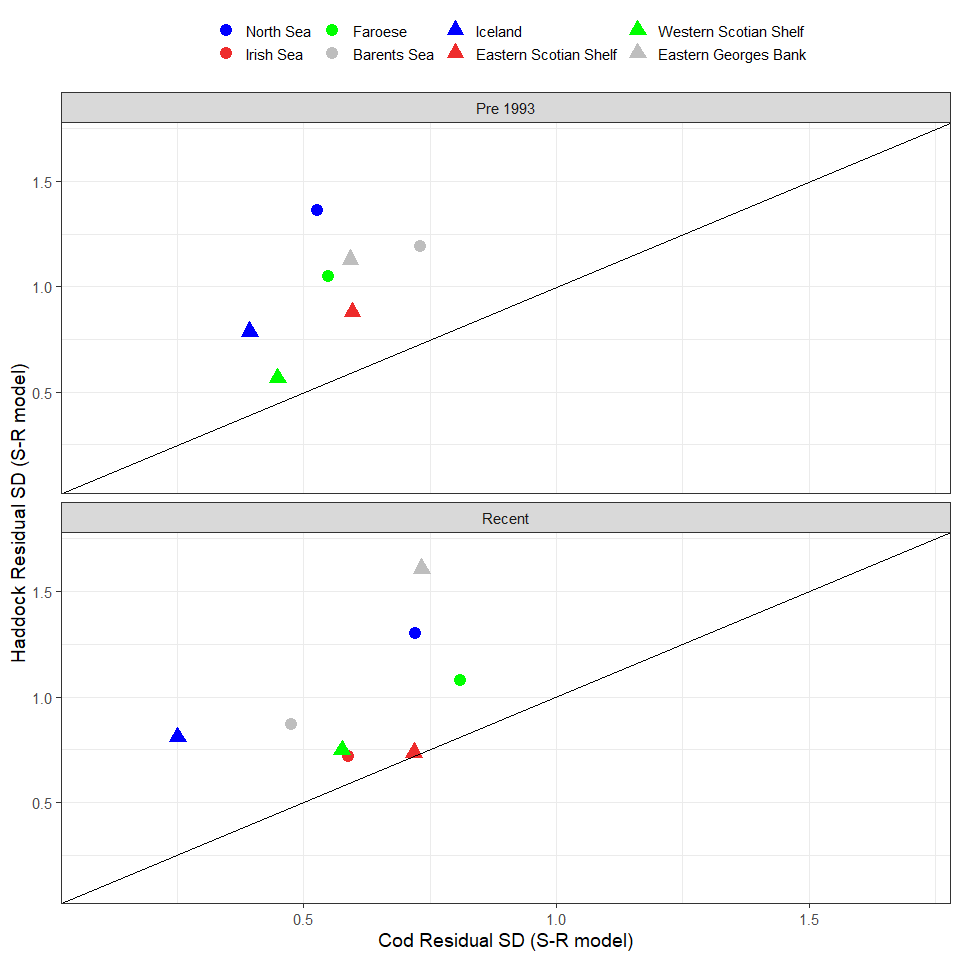 North Sea Faroese Iceland Western Scotian Shelf
Irish Sea Barents Sea Eastern Scotian Shelf Eastern Georges Bank
Pre 1993
1.5
1.0
0.5
Haddock Residual SD (S-R model)
Recent
1.5
1.0
0.5
0.5 1.0 1.5
Cod Residual SD (S-R model)